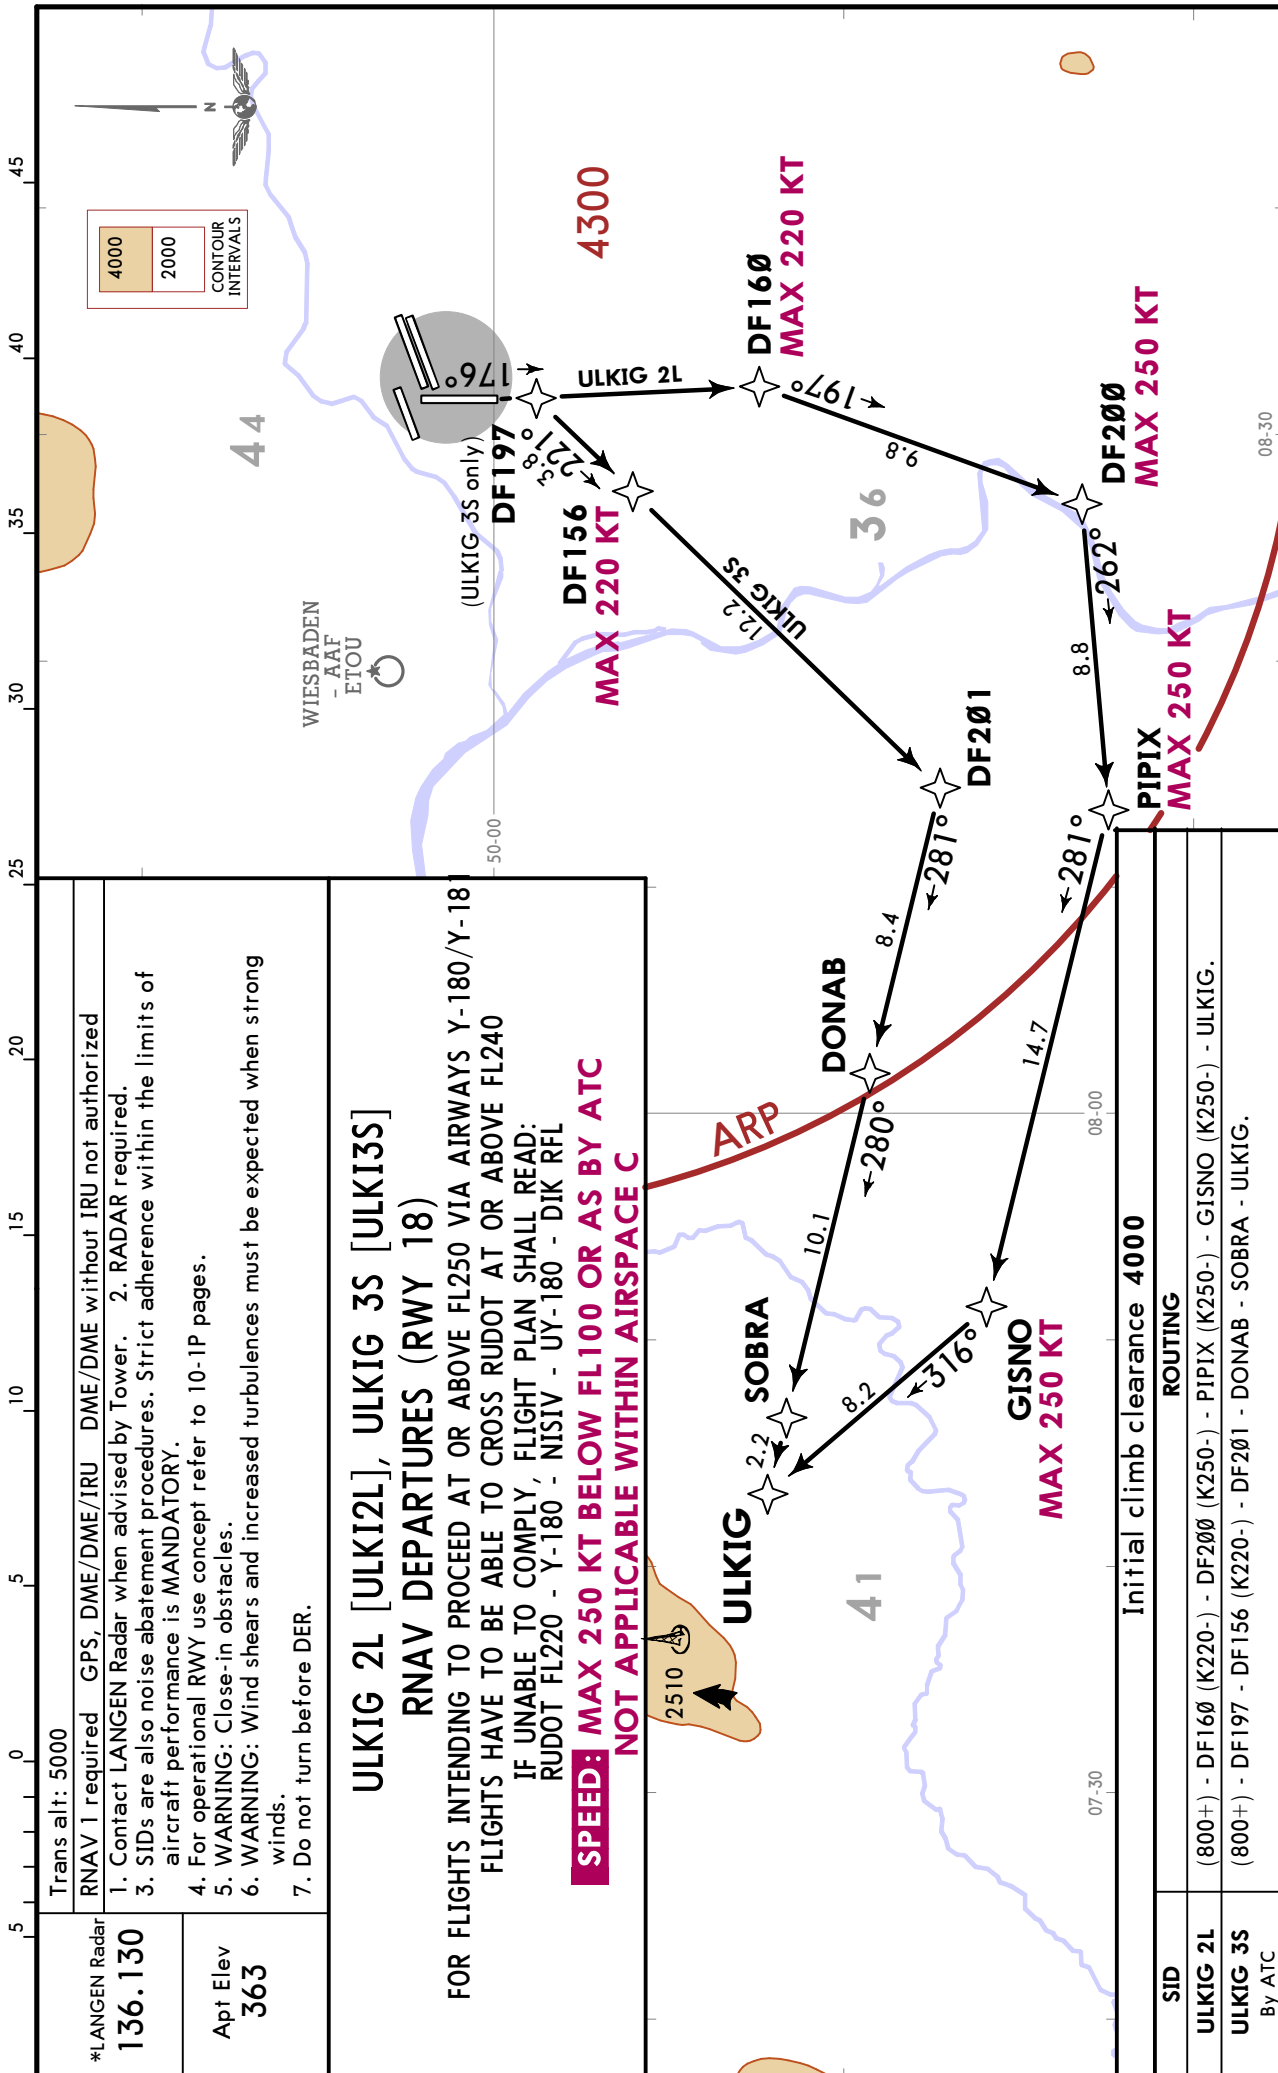 *LANGEN Radar
136.130
Apt Elev
363
Trans alt: 5000
RNAV 1 required GPS, DME/DME/IRU DME/DME without IRU not authorized
1. Contact LANGEN Radar when advised by Tower. 2. RADAR required.
3. SIDs are also noise abatement procedures. Strict adherence within the limits of
aircraft performance is MANDATORY.
4. For operational RWY use concept refer to 10-1P pages.
5. WARNING: Close-in obstacles.
6. WARNING: Wind shears and increased turbulences must be expected when strong
winds.
7. Do not turn before DER.
ULKIG 2L [ULKI2L], ULKIG 3S [ULKI3S]
RNAV DEPARTURES (RWY 18)
FOR FLIGHTS INTENDING TO PROCEED AT OR ABOVE FL250 VIA AIRWAYS Y-180/Y-181
FLIGHTS HAVE TO BE ABLE TO CROSS RUDOT AT OR ABOVE FL240
IF UNABLE TO COMPLY, FLIGHT PLAN SHALL READ:
RUDOT FL220 - Y-180 - NISIV - UY-180 - DIK RFL
SPEED: MAX 250 KT BELOW FL100 OR AS BY ATC
NOT APPLICABLE WITHIN AIRSPACE C
5
0
5
10
15
20
25
30
35
40
45
4000
2000
CONTOUR
INTERVALS
N
44
WIESBADEN
- AAF
ETOU
50-00
4300
176°
DF197
(ULKIG 3S only)
221°
3.8
ULKIG 2L
DF156
MAX 220 KT
DF16Ø
MAX 220 KT
197°
9.8
36
ULKIG 3S
12.2
DF2ØØ
MAX 250 KT
08-30
262°
8.8
DF2Ø1
PIPIX
MAX 250 KT
281°
8.4
281°
14.7
DONAB
ARP
280°
10.1
08-00
SOBRA
GISNO
MAX 250 KT
316°
8.2
2.2
ULKIG
41
2510
07-30
Initial climb clearance 4000
SID
ROUTING
ULKIG 2L
(800+) - DF16Ø (K220-) - DF2ØØ (K250-) - PIPIX (K250-) - GISNO (K250-) - ULKIG.
ULKIG 3S
By ATC
(800+) - DF197 - DF156 (K220-) - DF2Ø1 - DONAB - SOBRA - ULKIG.